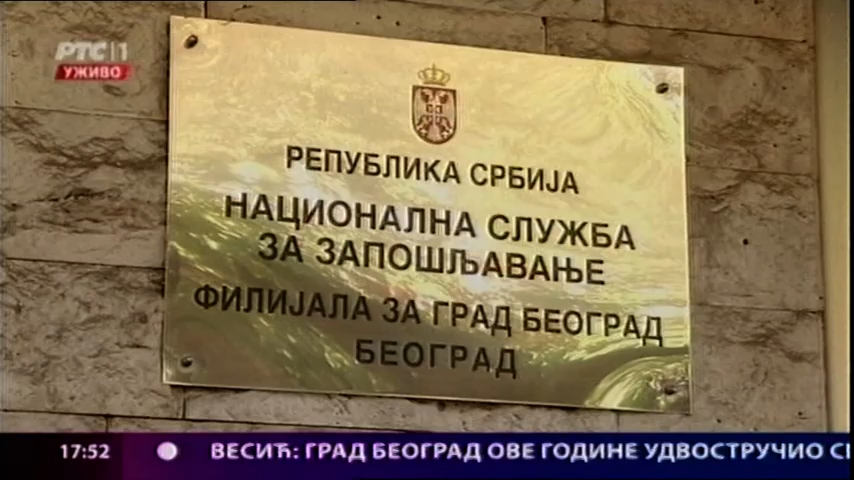 РТС 1
УЖИВО
РЕПУБЛИКА СРБИЈА
НАЦИОНАЛНА СЛУЖБА
ЗА ЗАПОШЉАВАЊЕ
ФИЛИЈАЛА ЗА ГРАД БЕОГРАД
БЕОГРАД
17:52 ВЕСИЋ: ГРАД БЕОГРАД ОВЕ ГОДИНЕ УДВОСТРУЧИО